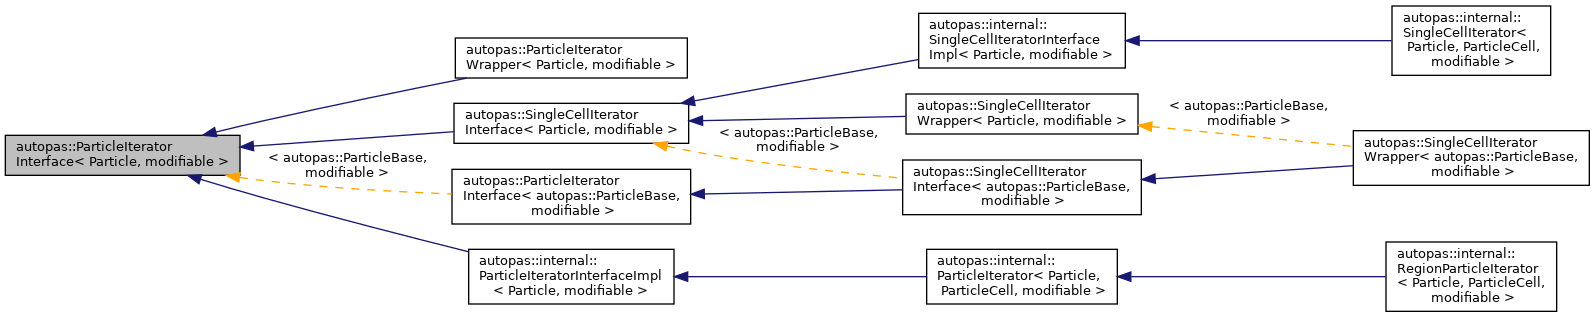 autopas::ParticleIterator
Interface< Particle, modifiable >
autopas::ParticleIterator
Wrapper< Particle, modifiable >
autopas::SingleCellIterator
Interface< Particle, modifiable >
< autopas::ParticleBase,
modifiable >
autopas::ParticleIterator
Interface< autopas::ParticleBase,
modifiable >
autopas::internal::
ParticleIteratorInterfaceImpl
< Particle, modifiable >
autopas::internal::
SingleCellIteratorInterface
Impl< Particle, modifiable >
autopas::SingleCellIterator
Wrapper< Particle, modifiable >
< autopas::ParticleBase,
modifiable >
autopas::SingleCellIterator
Interface< autopas::ParticleBase,
modifiable >
autopas::internal::
ParticleIterator< Particle,
ParticleCell, modifiable >
autopas::internal::
SingleCellIterator<
Particle, ParticleCell,
modifiable >
< autopas::ParticleBase,
modifiable >
autopas::SingleCellIterator
Wrapper< autopas::ParticleBase,
modifiable >
autopas::internal::
RegionParticleIterator
< Particle, ParticleCell,
modifiable >